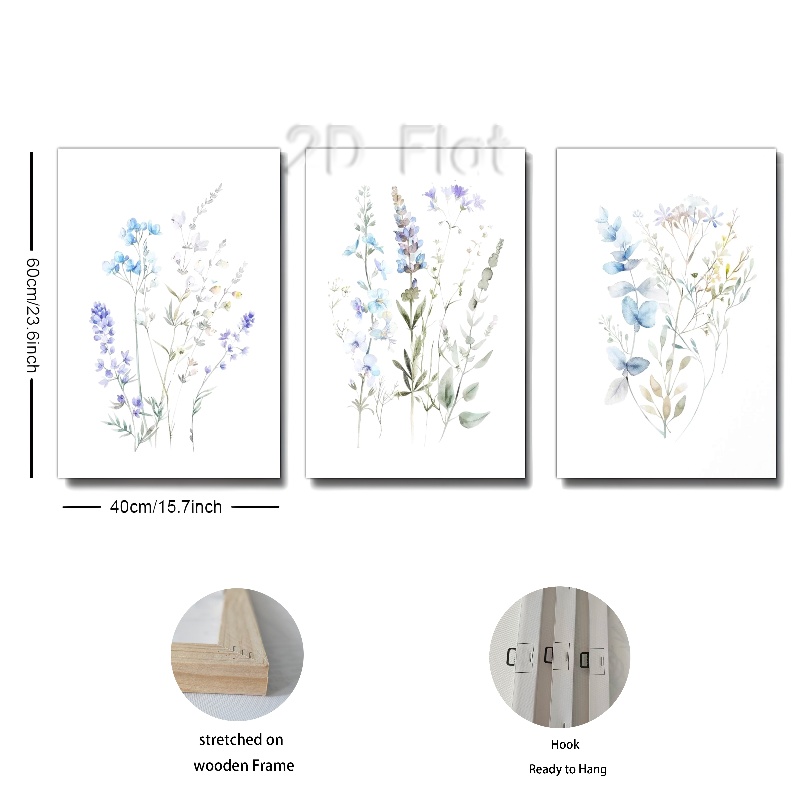 2D Flat
60cm/23.6inch
40cm/15.7inch
stretched on
wooden Frame
Hook
Ready to Hang